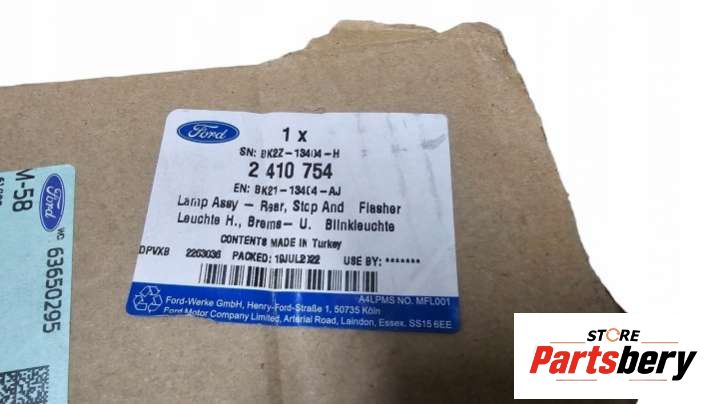 Ford
1 x
SN: BK2Z-13404-H
2 410 754
EN: BK21-13404-AJ
Lamp Assy - Rear, Stop And Flasher
Leuchte H., Brems- U. Blinkleuchte
CONTENTS MADE IN Turkey
DPVXB 2263036 PACKED: 19JUL2022 USE BY: *******
A4LPMS NO. MFL001
Ford-Werke GmbH, Henry-Ford-Straße 1, 50735 Köln
Ford Motor Company Limited, Arterial Road, Laindon, Essex. SS15 6EE
M-58
Ford
WC 63650295
STORE
Partsbery